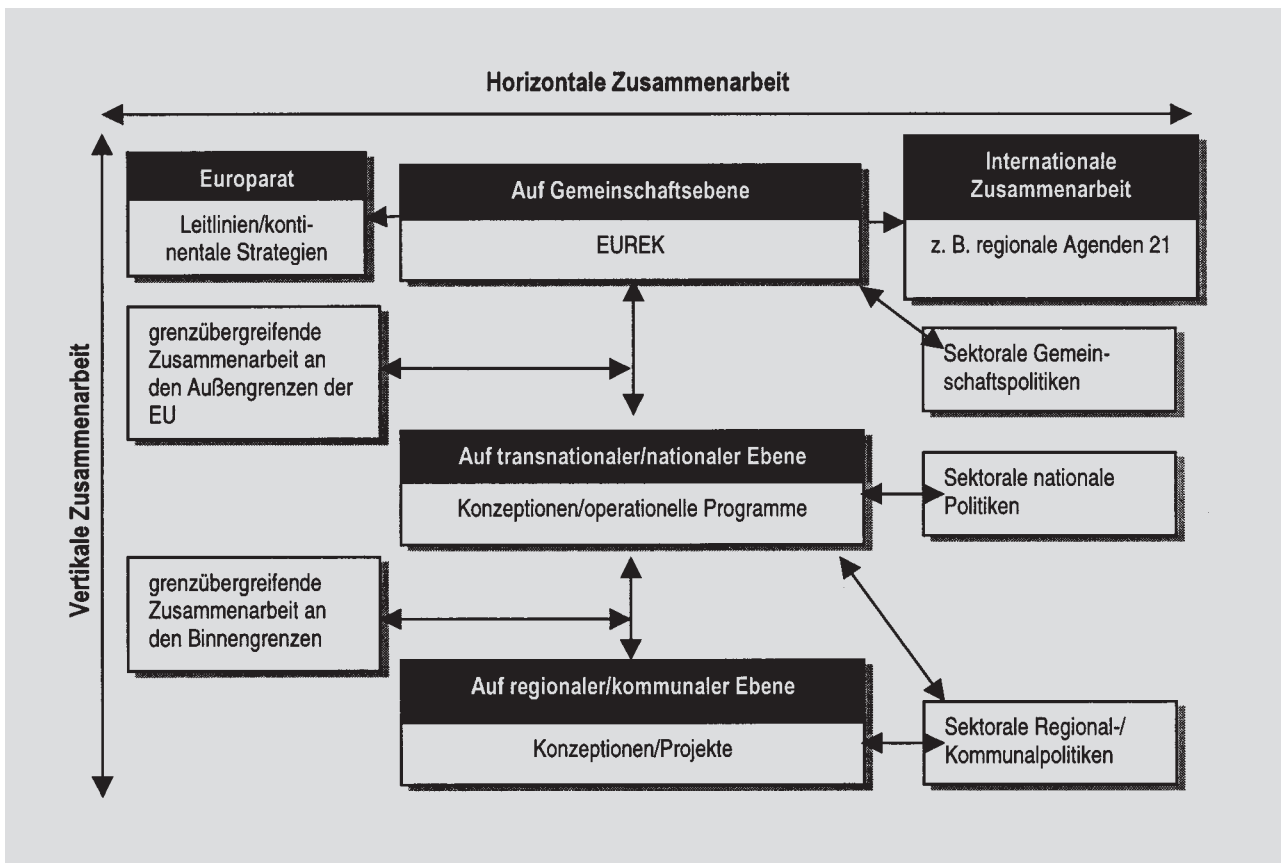 Horizontale Zusammenarbeit
Vertikale Zusammenarbeit
Europarat
Leitlinien/konti-
nentale Strategien
Auf Gemeinschaftsebene
EUREK
Internationale
Zusammenarbeit
z. B. regionale Agenden 21
grenzübergreifende
Zusammenarbeit an
den Außengrenzen der
EU
Sektorale Gemein-
schaftspolitiken
Auf transnationaler/nationaler Ebene
Konzeptionen/operationelle Programme
Sektorale nationale
Politiken
grenzübergreifende
Zusammenarbeit an
den Binnengrenzen
Auf regionaler/kommunaler Ebene
Konzeptionen/Projekte
Sektorale Regional-/
Kommunalpolitiken